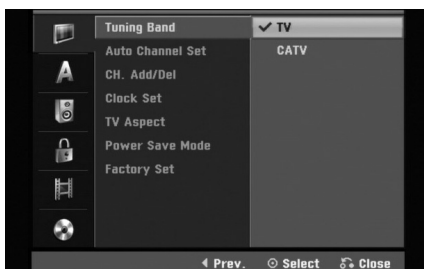 Tuning Band
✔ TV
Auto Channel Set
CATV
CH. Add/Del
Clock Set
TV Aspect
Power Save Mode
Factory Set
A
◀ Prev. ⊙ Select Close